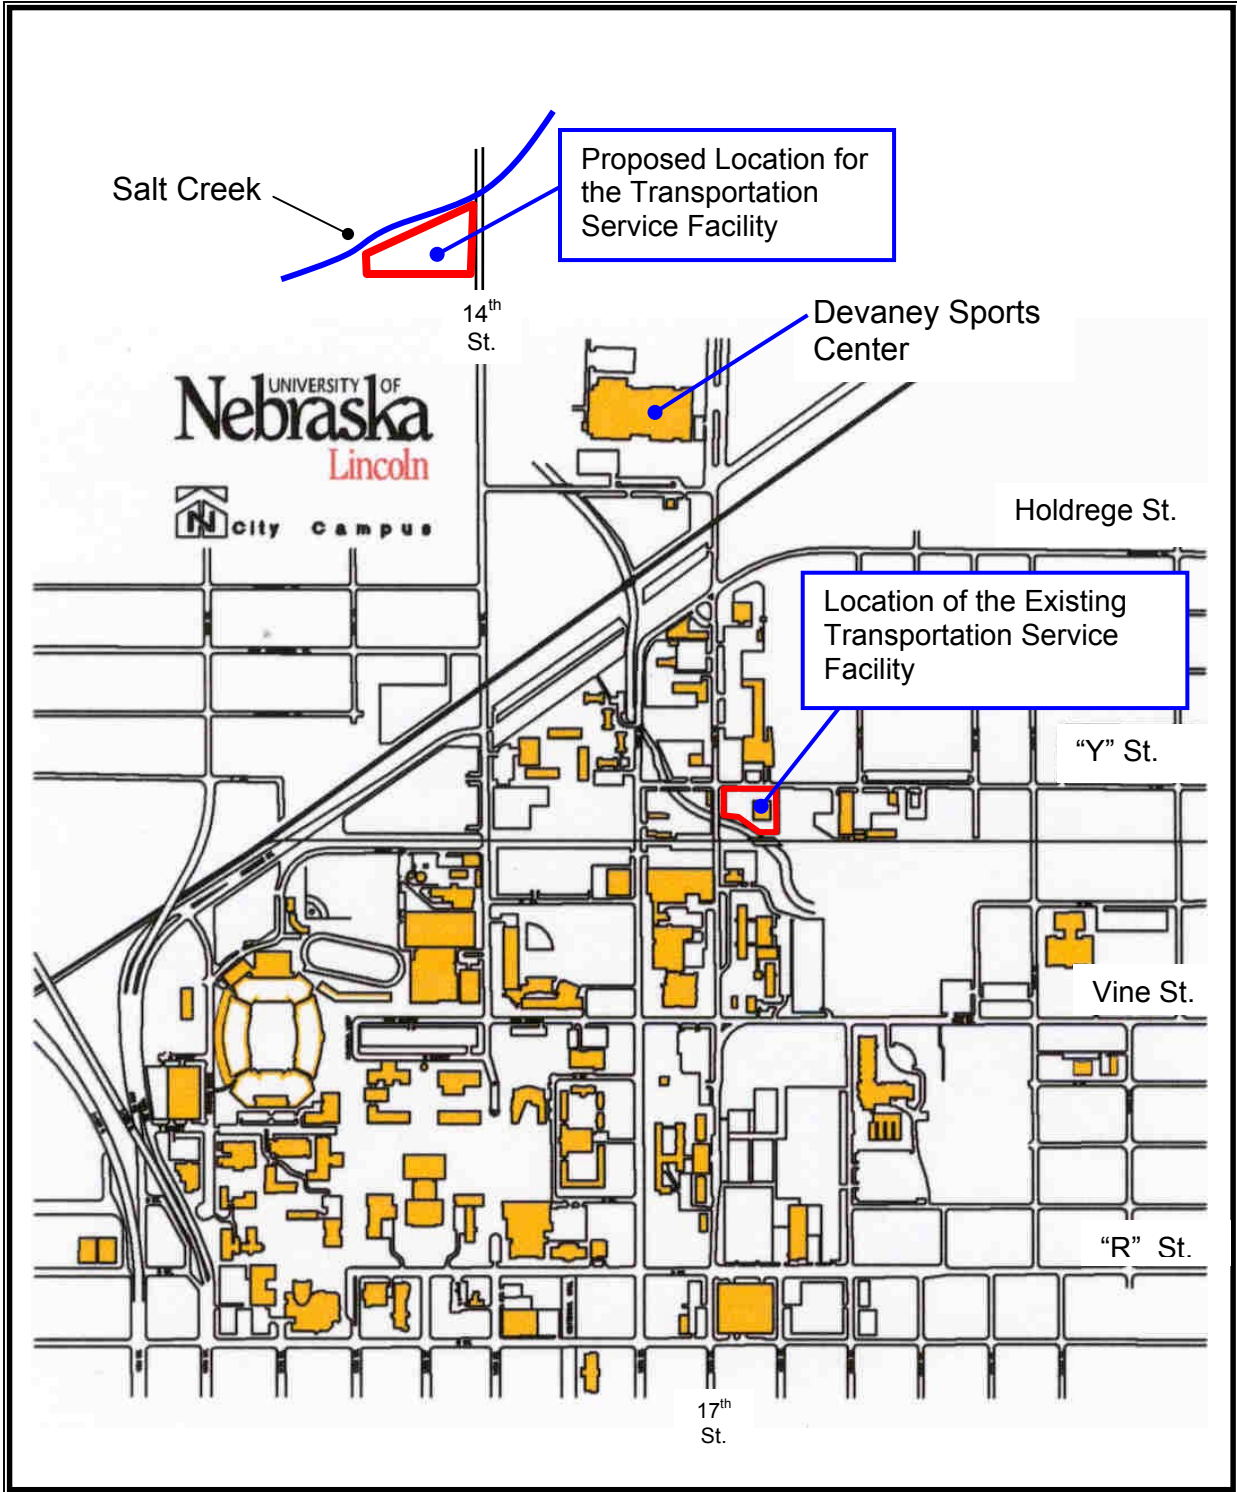 Proposed Location for
the Transportation
Service Facility
Salt Creek
14th
St.
Devaney Sports
Center
UNIVERSITY OF
Nebraska
Lincoln
N City Campus
Holdrege St.
Location of the Existing
Transportation Service
Facility
“Y” St.
Vine St.
“R” St.
17th
St.